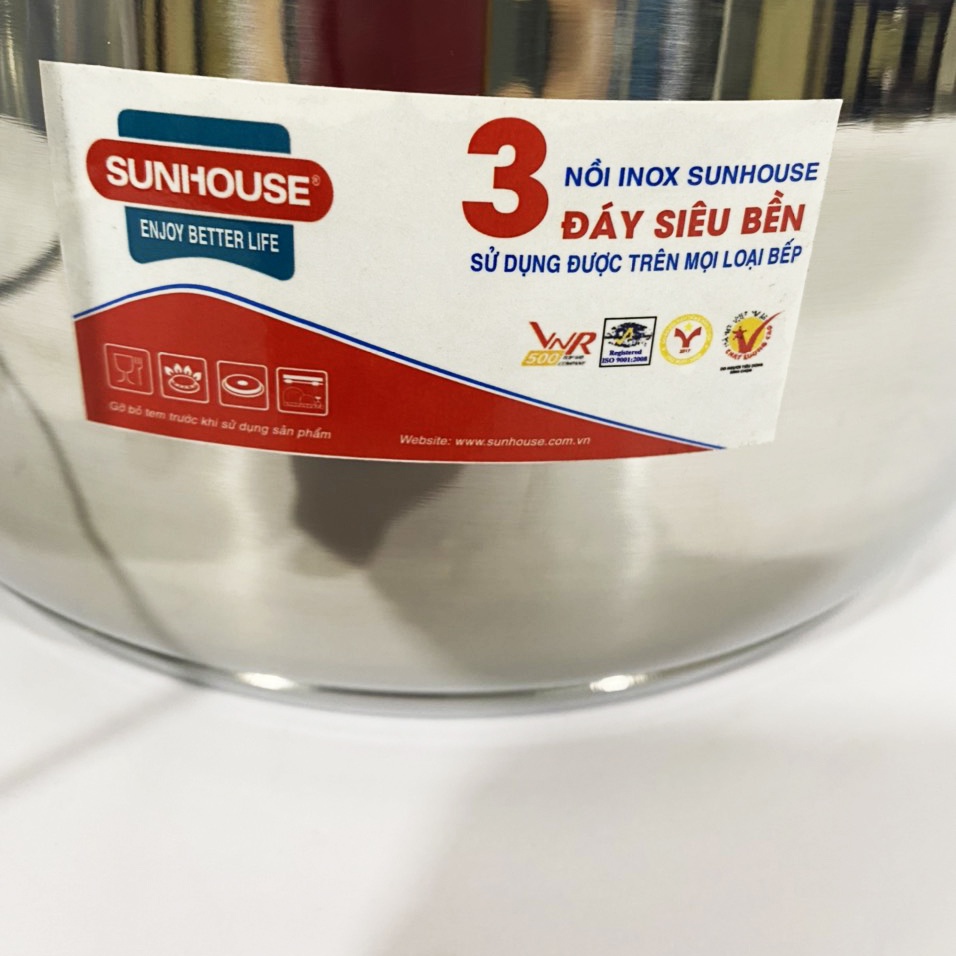 SUNHOUSE®
ENJOY BETTER LIFE
3
NỒI INOX SUNHOUSE
ĐÁY SIÊU BỀN
SỬ DỤNG ĐƯỢC TRÊN MỌI LOẠI BẾP
VNR
500
Registered
ISO 9001:2008
2017
Gỡ bỏ tem trước khi sử dụng sản phẩm
Website: www.sunhouse.com.vn